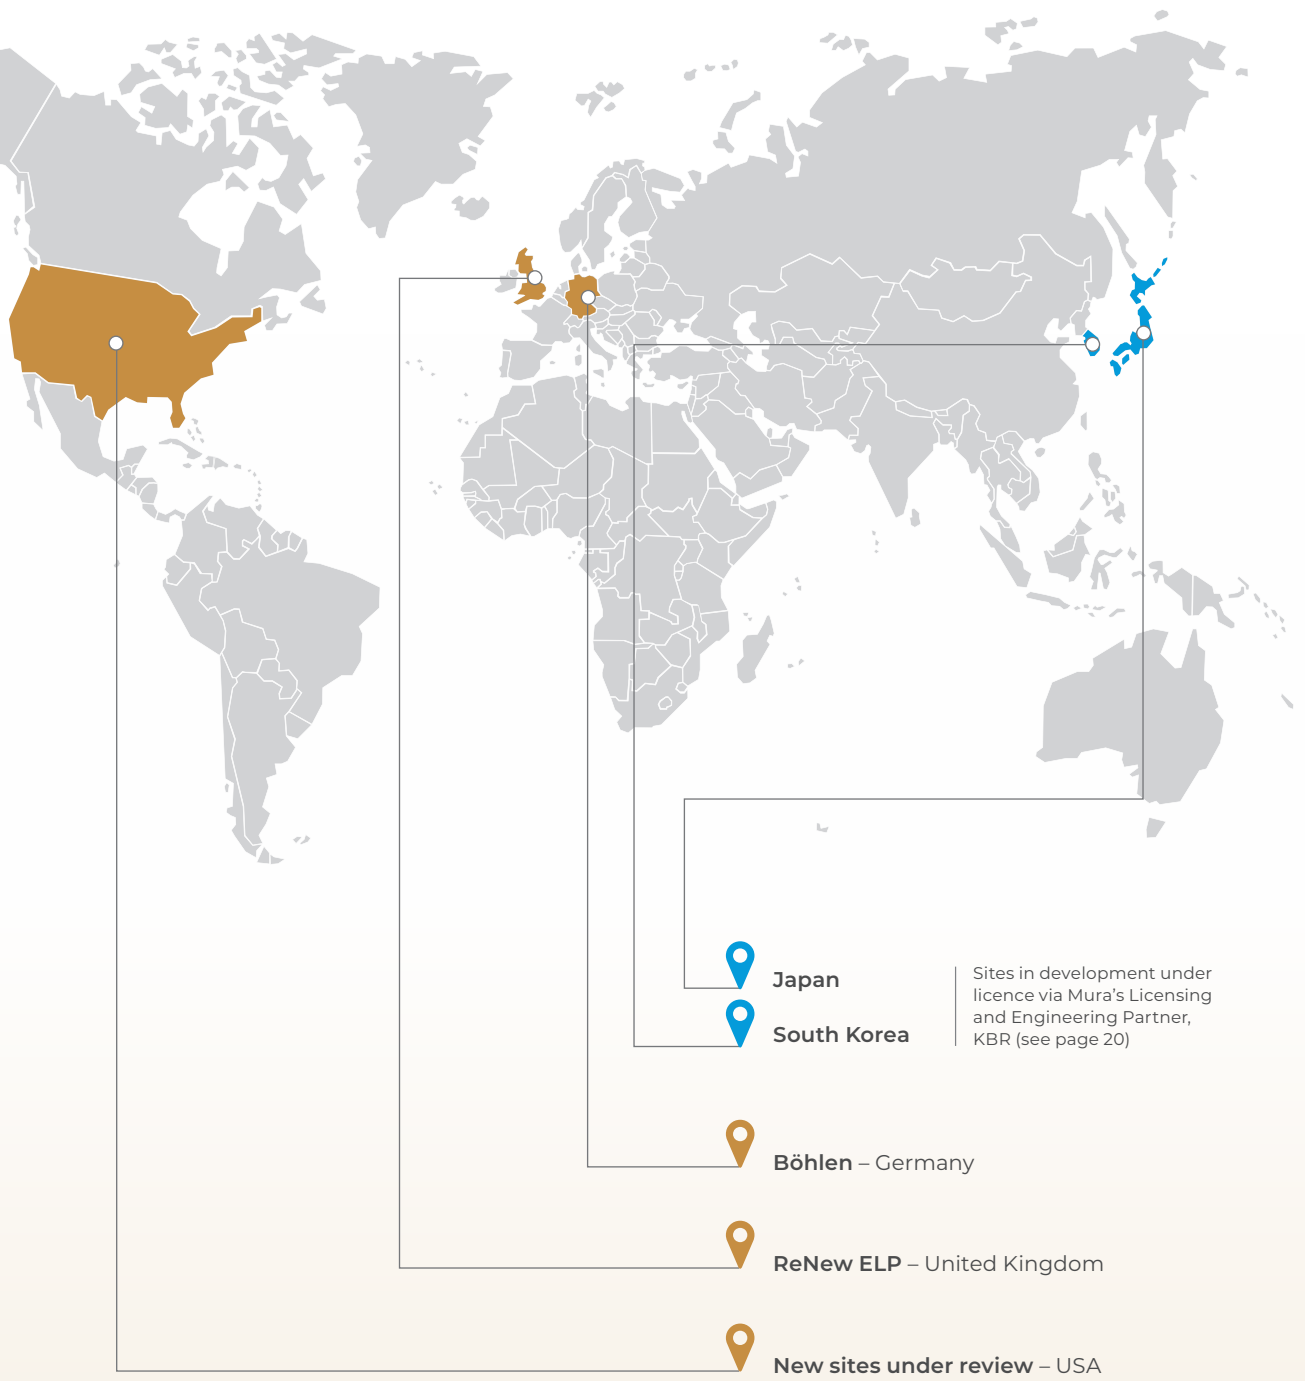 Japan
South Korea
Sites in development under
licence via Mura’s Licensing
and Engineering Partner,
KBR (see page 20)
Böhlen – Germany
ReNew ELP – United Kingdom
New sites under review – USA